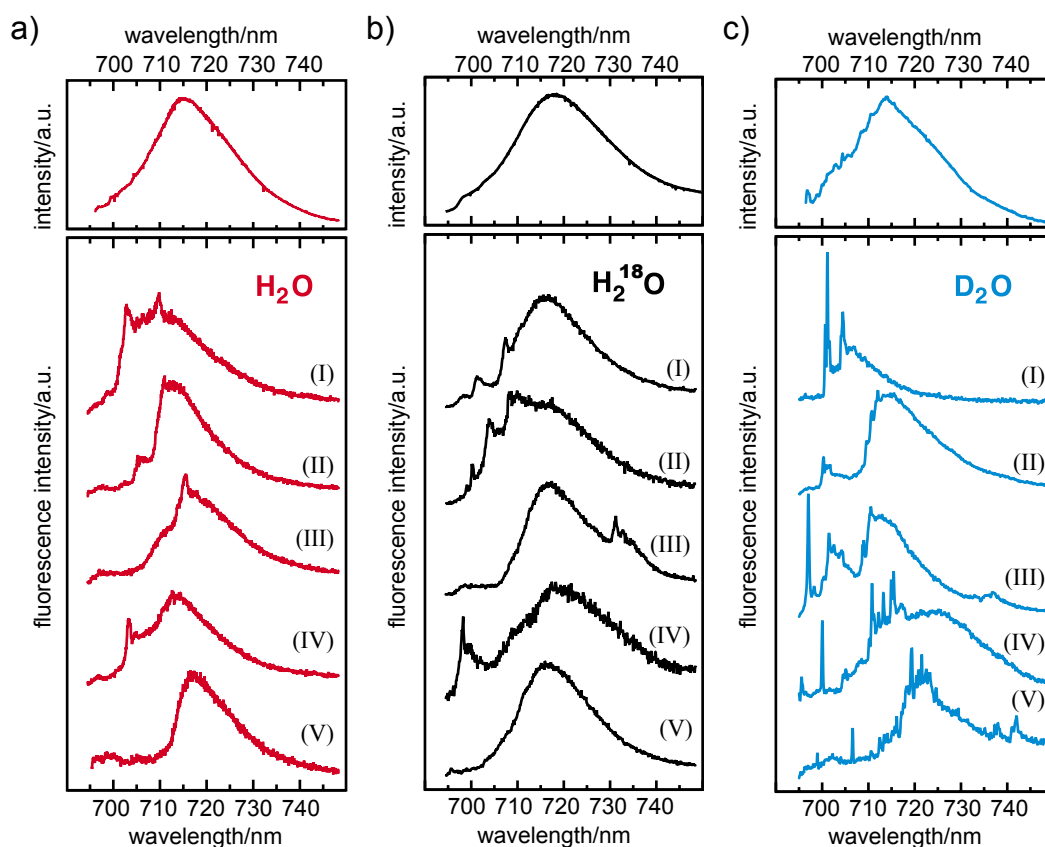 a)
wavelength/nm
700 710 720 730 740
intensity/a.u.
H2O
fluorescence intensity/a.u.
(I)
(II)
(III)
(IV)
(V)
700 710 720 730 740
wavelength/nm
b)
wavelength/nm
700 710 720 730 740
intensity/a.u.
H2¹⁸O
fluorescence intensity/a.u.
(I)
(II)
(III)
(IV)
(V)
700 710 720 730 740
wavelength/nm
c)
wavelength/nm
700 710 720 730 740
intensity/a.u.
D2O
fluorescence intensity/a.u.
(I)
(II)
(III)
(IV)
(V)
700 710 720 730 740
wavelength/nm